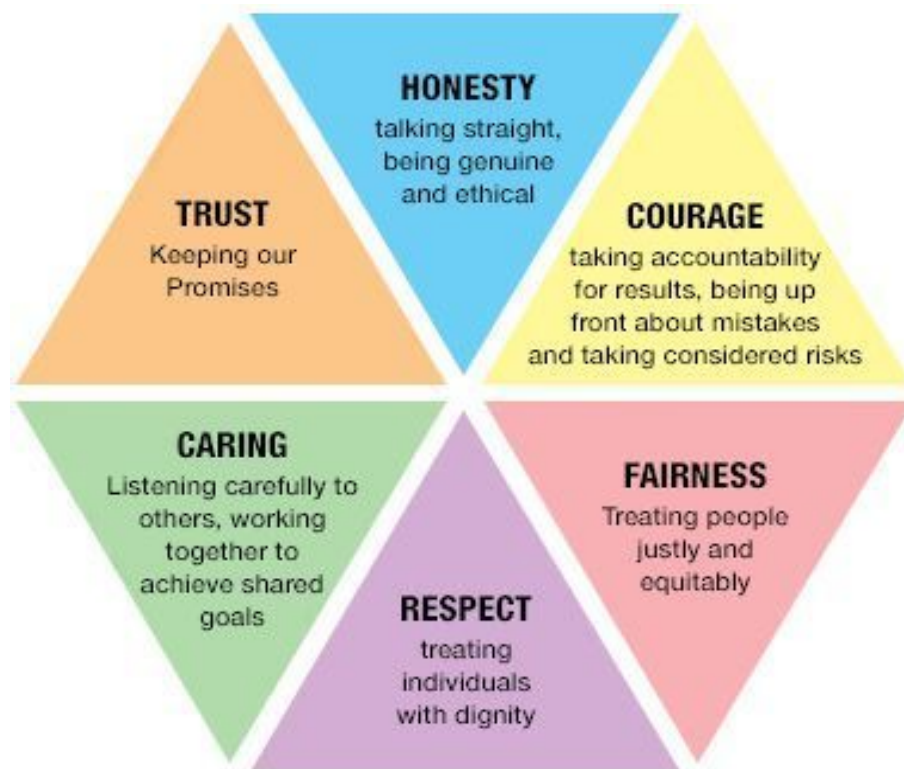 HONESTY
talking straight,
being genuine
and ethical
TRUST
Keeping our
Promises
COURAGE
taking accountability
for results, being up
front about mistakes
and taking considered risks
CARING
Listening carefully to
others, working
together to
achieve shared
goals
RESPECT
treating
individuals
with dignity
FAIRNESS
Treating people
justly and
equitably